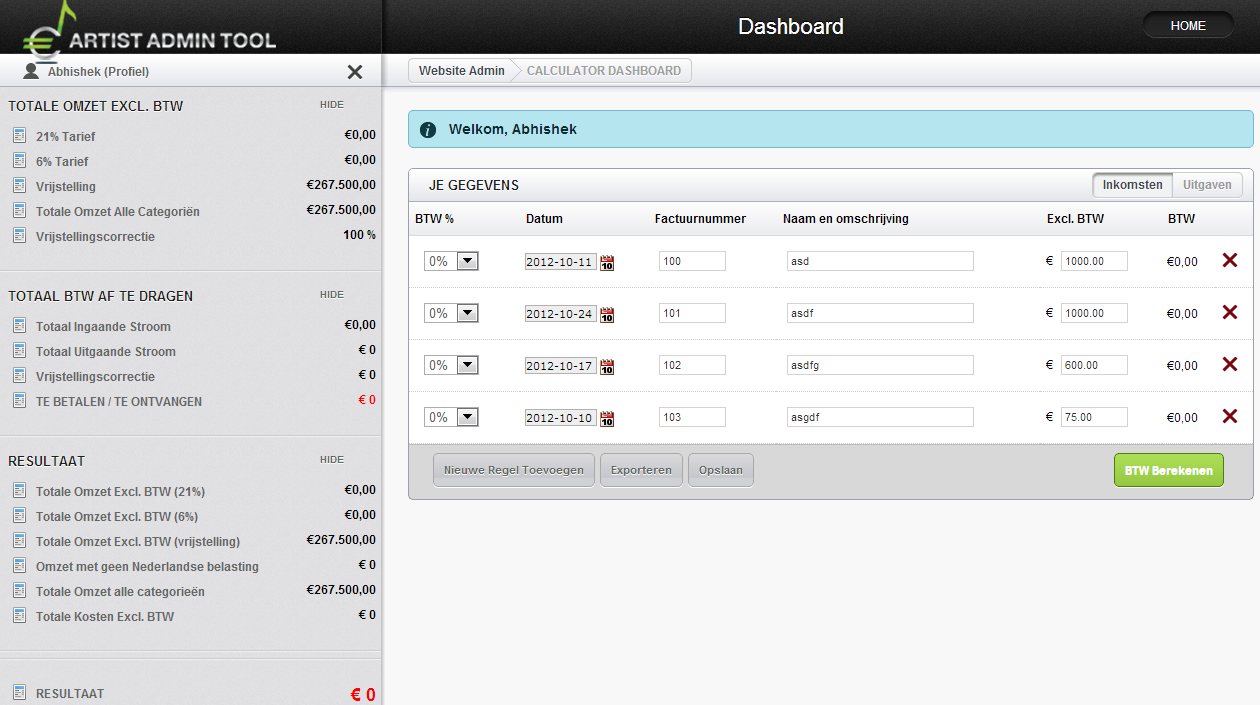 ARTIST ADMIN TOOL
Dashboard
HOME
Abhishek (Profiel)
Website Admin
CALCULATOR DASHBOARD
TOTALE OMZET EXCL. BTW HIDE
21% Tarief €0,00
6% Tarief €0,00
Vrijstelling €267.500,00
Totale Omzet Alle Categoriën €267.500,00
Vrijstellingscorrectie 100 %
TOTAAL BTW AF TE DRAGEN HIDE
Totaal Ingaande Stroom €0,00
Totaal Uitgaande Stroom € 0
Vrijstellingscorrectie € 0
TE BETALEN / TE ONTVANGEN € 0
RESULTAAT HIDE
Totale Omzet Excl. BTW (21%) €0,00
Totale Omzet Excl. BTW (6%) €0,00
Totale Omzet Excl. BTW (vrijstelling) €267.500,00
Omzet met geen Nederlandse belasting € 0
Totale Omzet alle categorieën €267.500,00
Totale Kosten Excl. BTW € 0
RESULTAAT € 0
Welkom, Abhishek
JE GEGEVENS Inkomsten Uitgaven
BTW % Datum Factuurnummer Naam en omschrijving Excl. BTW BTW
0% 2012-10-11 10 100 asd € 1000.00 €0,00
0% 2012-10-24 10 101 asdf € 1000.00 €0,00
0% 2012-10-17 10 102 asdfg € 600.00 €0,00
0% 2012-10-10 10 103 asgdf € 75.00 €0,00
Nieuwe Regel Toevoegen Exporteren Opslaan BTW Berekenen